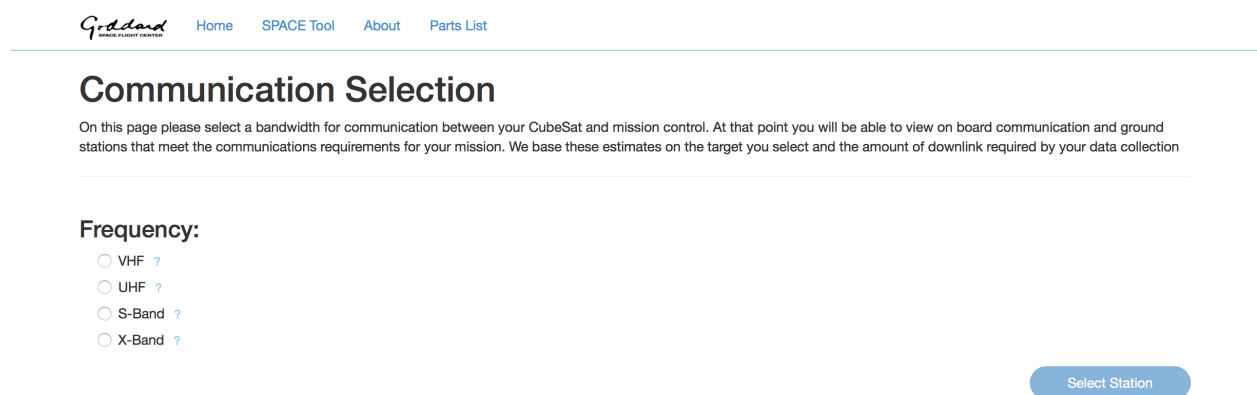 Goddard
SPACE FLIGHT CENTER
Home SPACE Tool About Parts List
Communication Selection
On this page please select a bandwidth for communication between your CubeSat and mission control. At that point you will be able to view on board communication and ground
stations that meet the communications requirements for your mission. We base these estimates on the target you select and the amount of downlink required by your data collection
Frequency:
VHF ?
UHF ?
S-Band ?
X-Band ?
Select Station